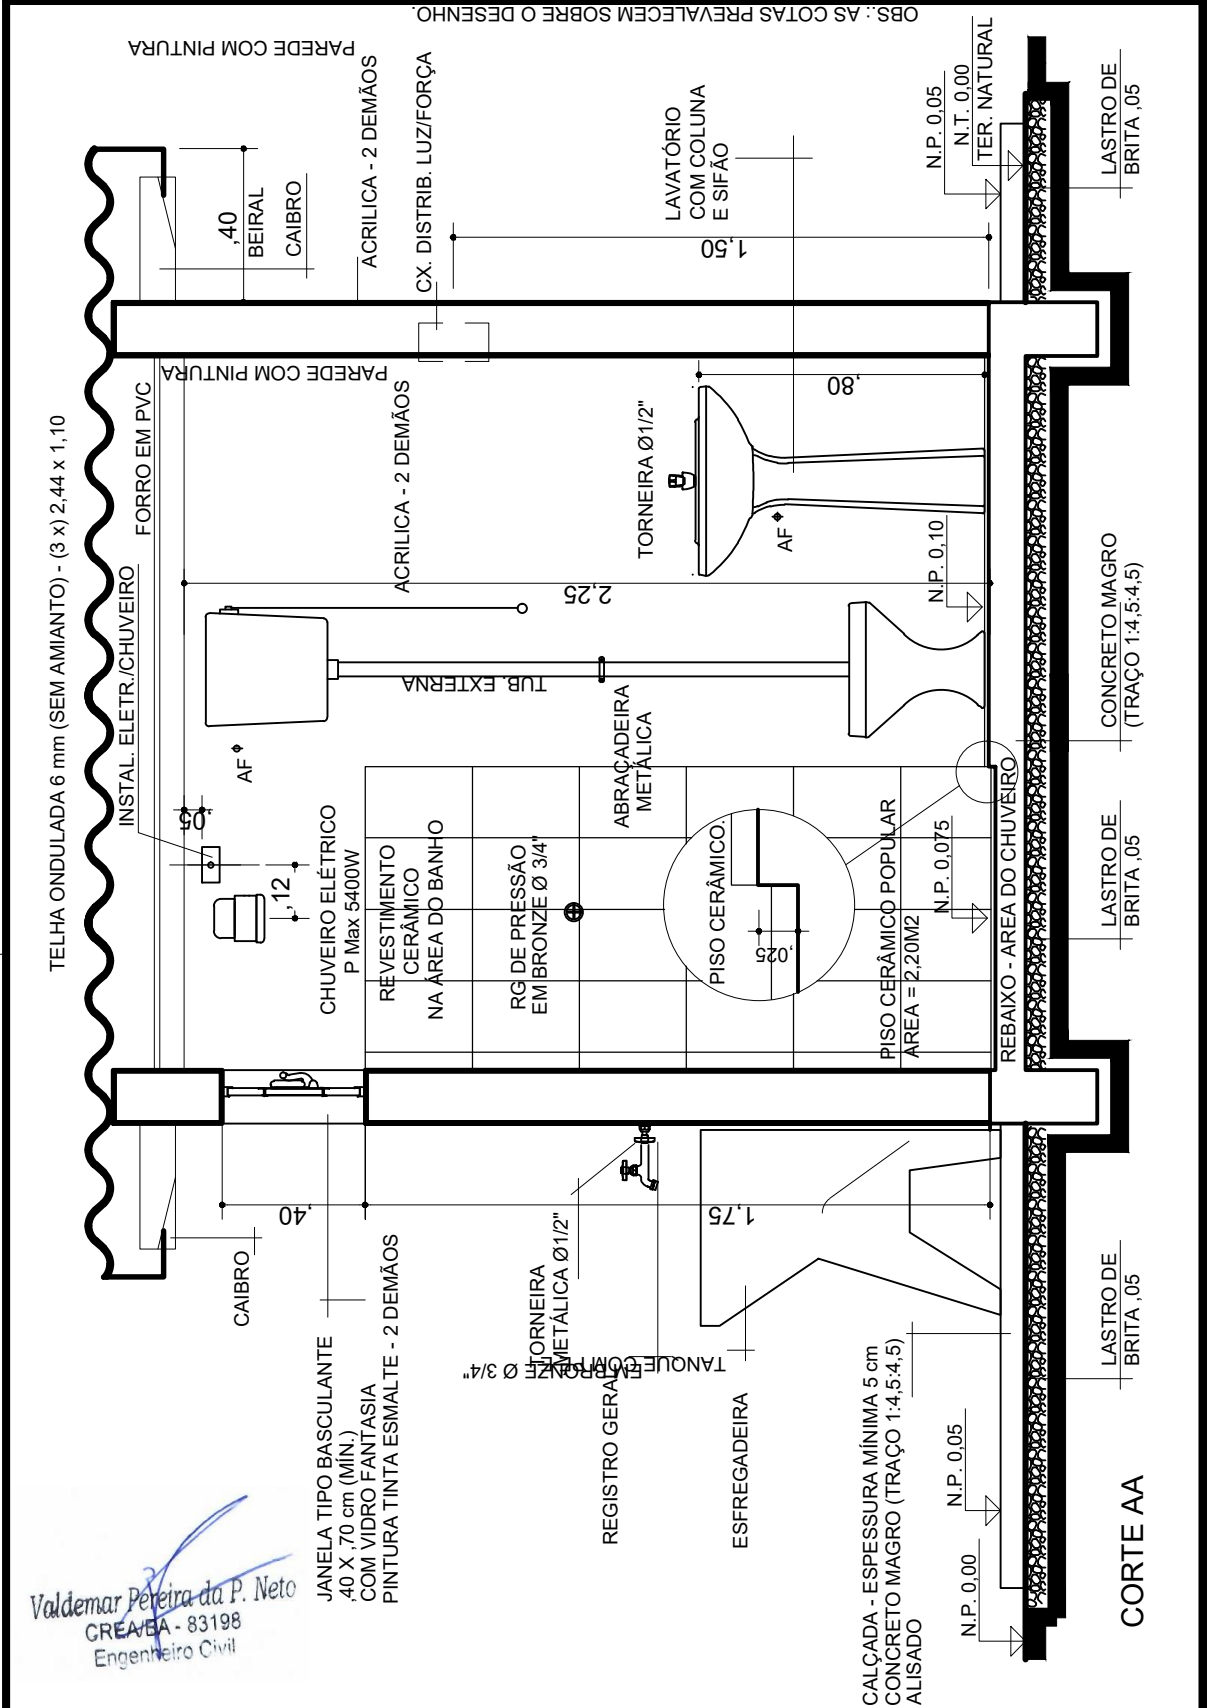 OBS.: AS COTAS PREVALECEM SOBRE O DESENHO.
TELHA ONDULADA 6 mm (SEM AMIANTO) - (3 x) 2,44 x 1,10
INSTAL. ELETR./CHUVEIRO
FORRO EM PVC
PAREDE COM PINTURA
ACRILICA - 2 DEMÃOS
,40
BEIRAL
CAIBRO
PAREDE COM PINTURA
ACRILICA - 2 DEMÃOS
CX. DISTRIB. LUZ/FORÇA
CAIBRO
,40
,05
,12
AF
CHUVEIRO ELÉTRICO
P Max 5400W
REVESTIMENTO
CERÂMICO
NA ÁREA DO BANHO
RG DE PRESSÃO
EM BRONZE Ø 3/4"
TUB. EXTERNA
ABRAÇADEIRA
METÁLICA
2,25
TORNEIRA Ø1/2"
AF
,80
1,50
LAVATÓRIO
COM COLUNA
E SIFÃO
JANELA TIPO BASCULANTE
,40 X ,70 cm (MÍN.)
COM VIDRO FANTASIA
PINTURA TINTA ESMALTE - 2 DEMÃOS
TORNEIRA
METÁLICA Ø1/2"
REGISTRO GERAL
EM BRONZE Ø 3/4"
TANQUE COM
ESFREGADEIRA
1,75
PISO CERÂMICO.
,025
PISO CERÂMICO POPULAR
ÁREA = 2,20M2
N.P. 0,075
N.P. 0,10
REBAIXO - ÁREA DO CHUVEIRO
N.P. 0,05
N.T. 0,00
TER. NATURAL
CALÇADA - ESPESSURA MÍNIMA 5 cm
CONCRETO MAGRO (TRAÇO 1:4,5:4,5)
ALISADO
N.P. 0,05
N.P. 0,00
LASTRO DE
BRITA ,05
LASTRO DE
BRITA ,05
CONCRETO MAGRO
(TRAÇO 1:4,5:4,5)
LASTRO DE
BRITA ,05
CORTE AA
Valdemar Pereira da P. Neto
CREA/BA - 83198
Engenheiro Civil